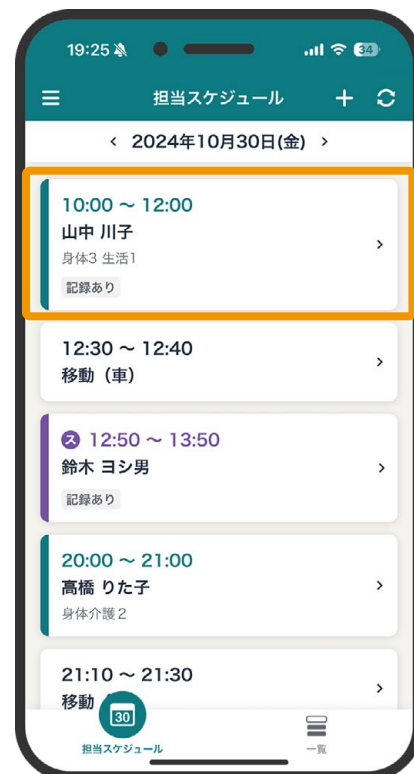 19:25
34
担当スケジュール
2024年10月30日(金)
10:00 ～ 12:00
山中 川子
身体3 生活1
記録あり
12:30 ～ 12:40
移動（車）
ス 12:50 ～ 13:50
鈴木 ヨシ男
記録あり
20:00 ～ 21:00
高橋 りた子
身体介護2
21:10 ～ 21:30
移動
30
担当スケジュール
一覧